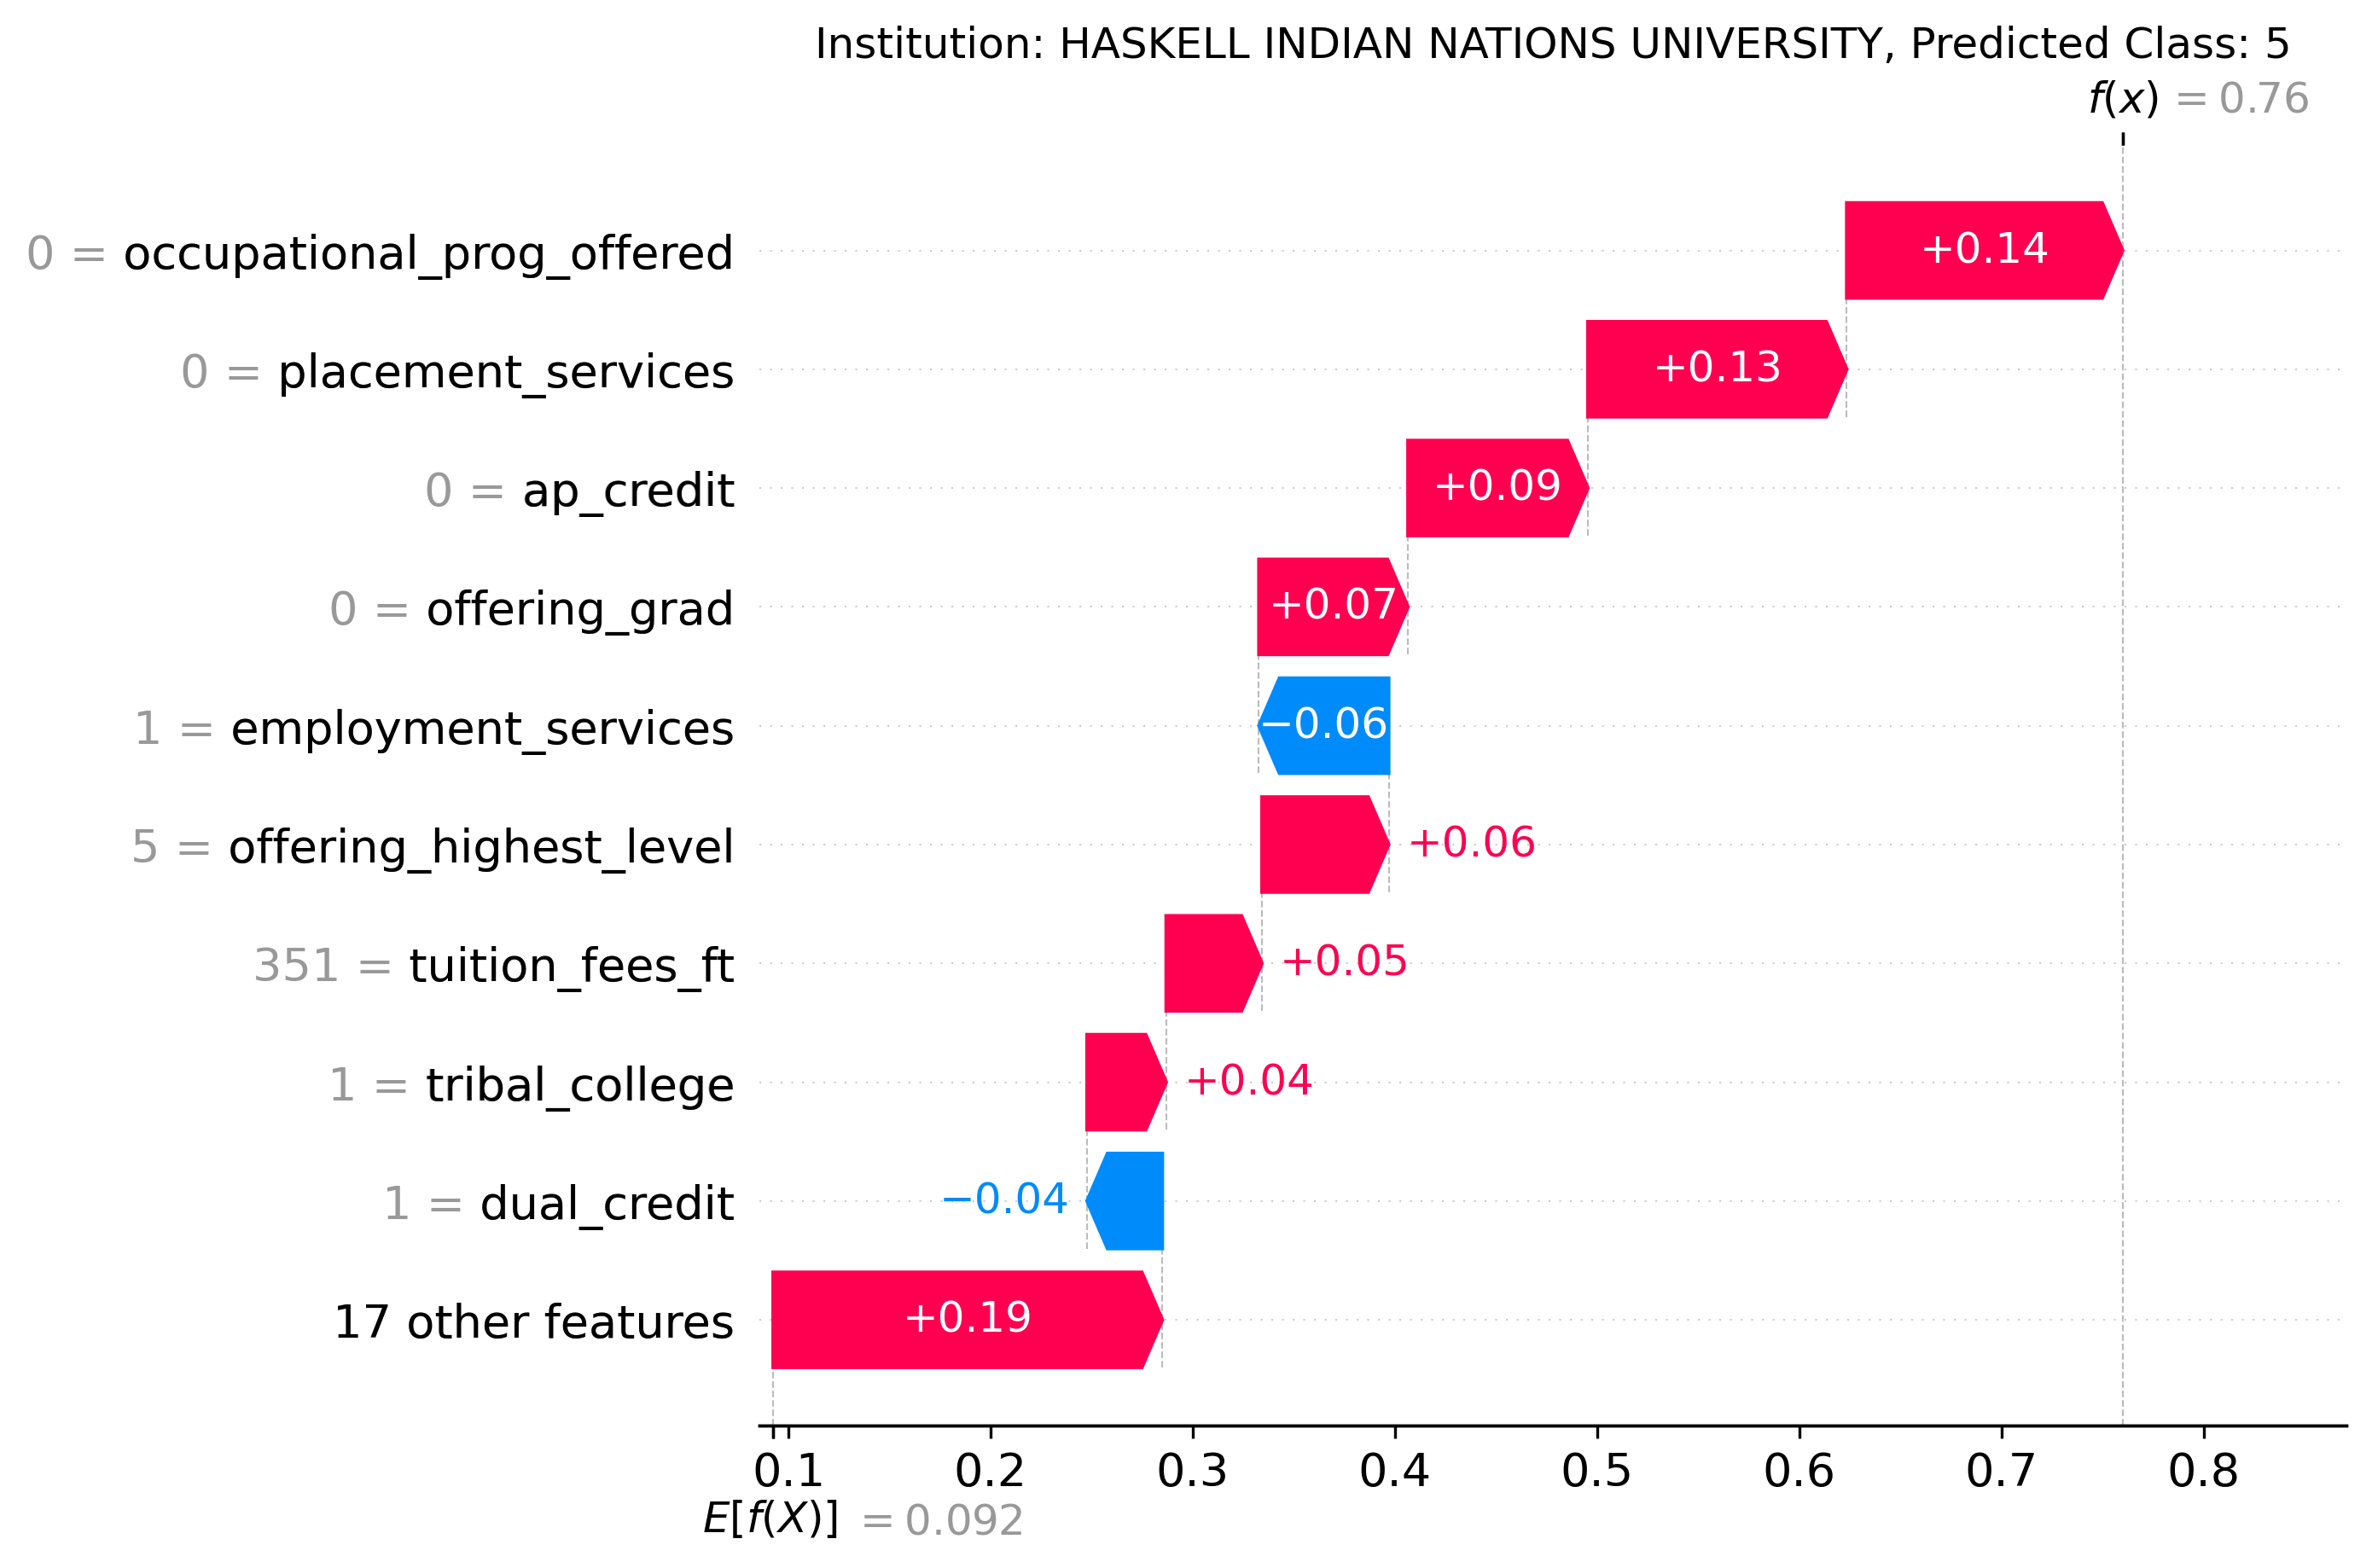 Institution: HASKELL INDIAN NATIONS UNIVERSITY, Predicted Class: 5
f(x) = 0.76
0 = occupational_prog_offered +0.14
0 = placement_services +0.13
0 = ap_credit +0.09
0 = offering_grad +0.07
1 = employment_services −0.06
5 = offering_highest_level +0.06
351 = tuition_fees_ft +0.05
1 = tribal_college +0.04
1 = dual_credit −0.04
17 other features +0.19
0.1 0.2 0.3 0.4 0.5 0.6 0.7 0.8
E[f(X)] = 0.092